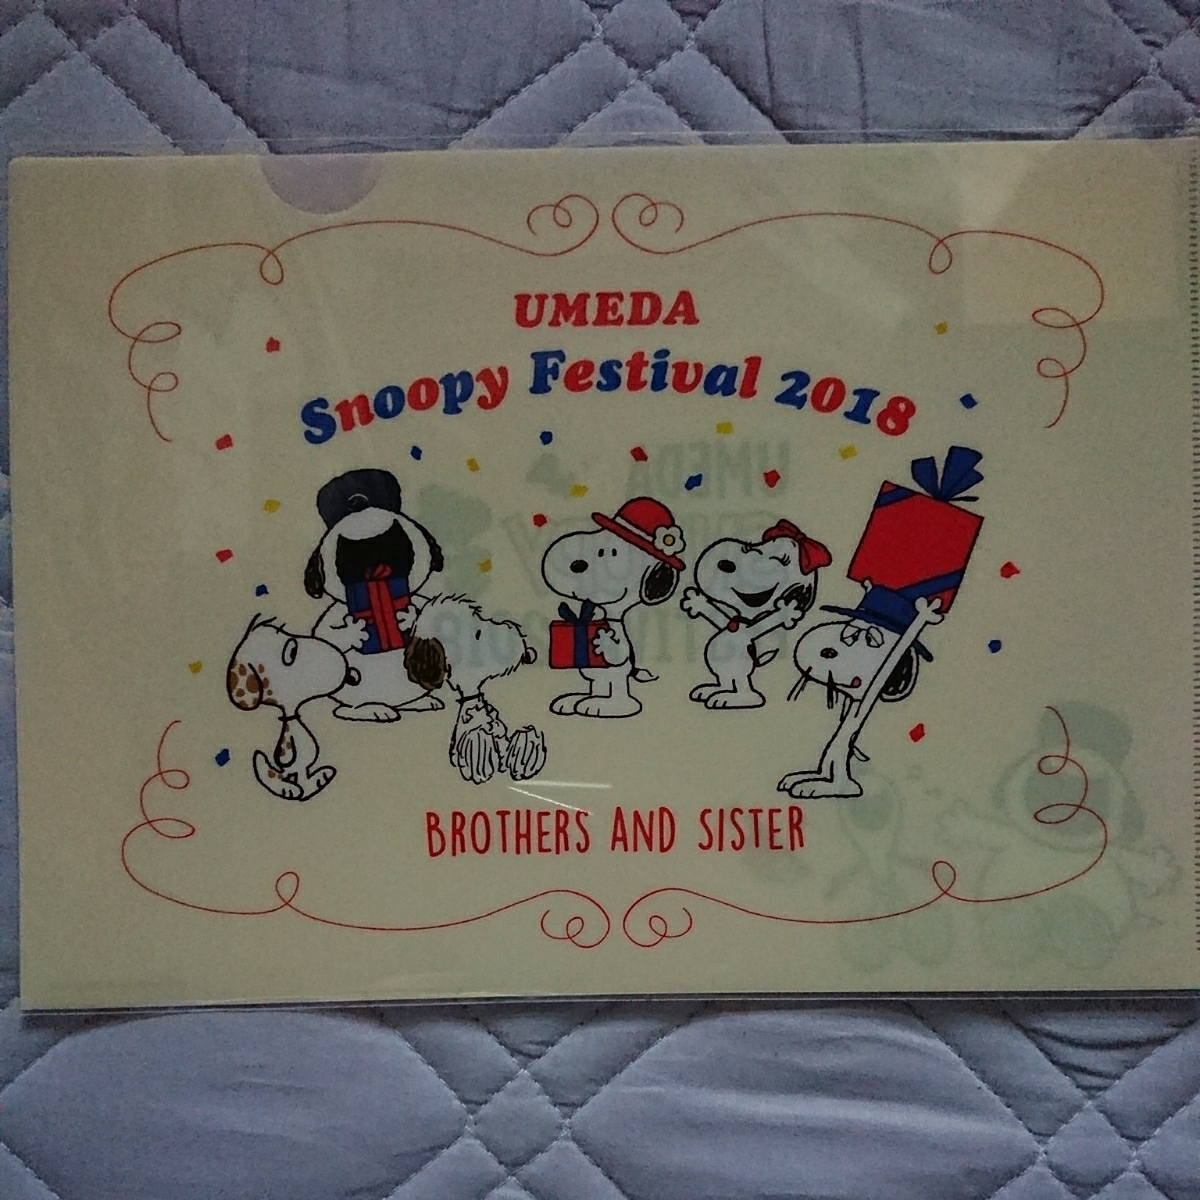 UMEDA
Snoopy Festival 2018
BROTHERS AND SISTER